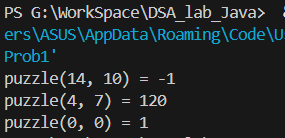 PS G:\WorkSpace\DSA_lab_Java>
ers\ASUS\AppData\Roaming\Code\U
Prob1'
puzzle(14, 10) = -1
puzzle(4, 7) = 120
puzzle(0, 0) = 1